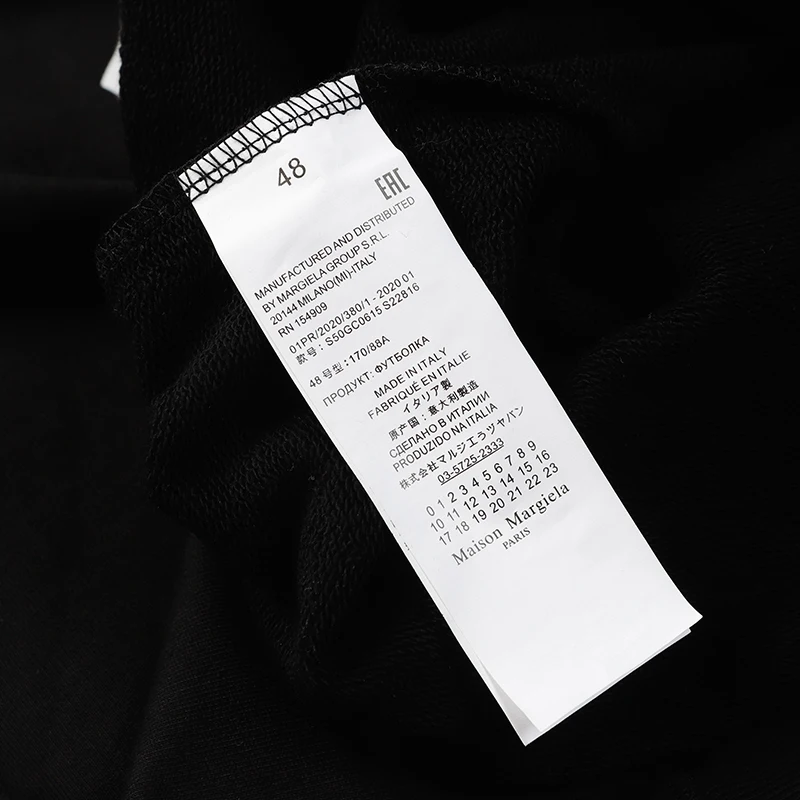 48
EAC
MANUFACTURED AND DISTRIBUTED
BY MARGIELA GROUP S.R.L.
20144 MILANO(MI)-ITALY
RN 154909
01PR/2020/380/1 - 2020 01
款号：S50GC0615 S22816
48 号型：170/88A
ПРОДУКТ: ФУТБОЛКА
MADE IN ITALY
FABRIQUÉ EN ITALIE
イタリア製
原产国：意大利製造
СДЕЛАНО В ИТАЛИИ
PRODUZIDO NA ITALIA
株式会社マルジエラジャパン
03-5725-2333
0 1 2 3 4 5 6 7 8 9
10 11 12 13 14 15 16
17 18 19 20 21 22 23
Maison Margiela
PARIS